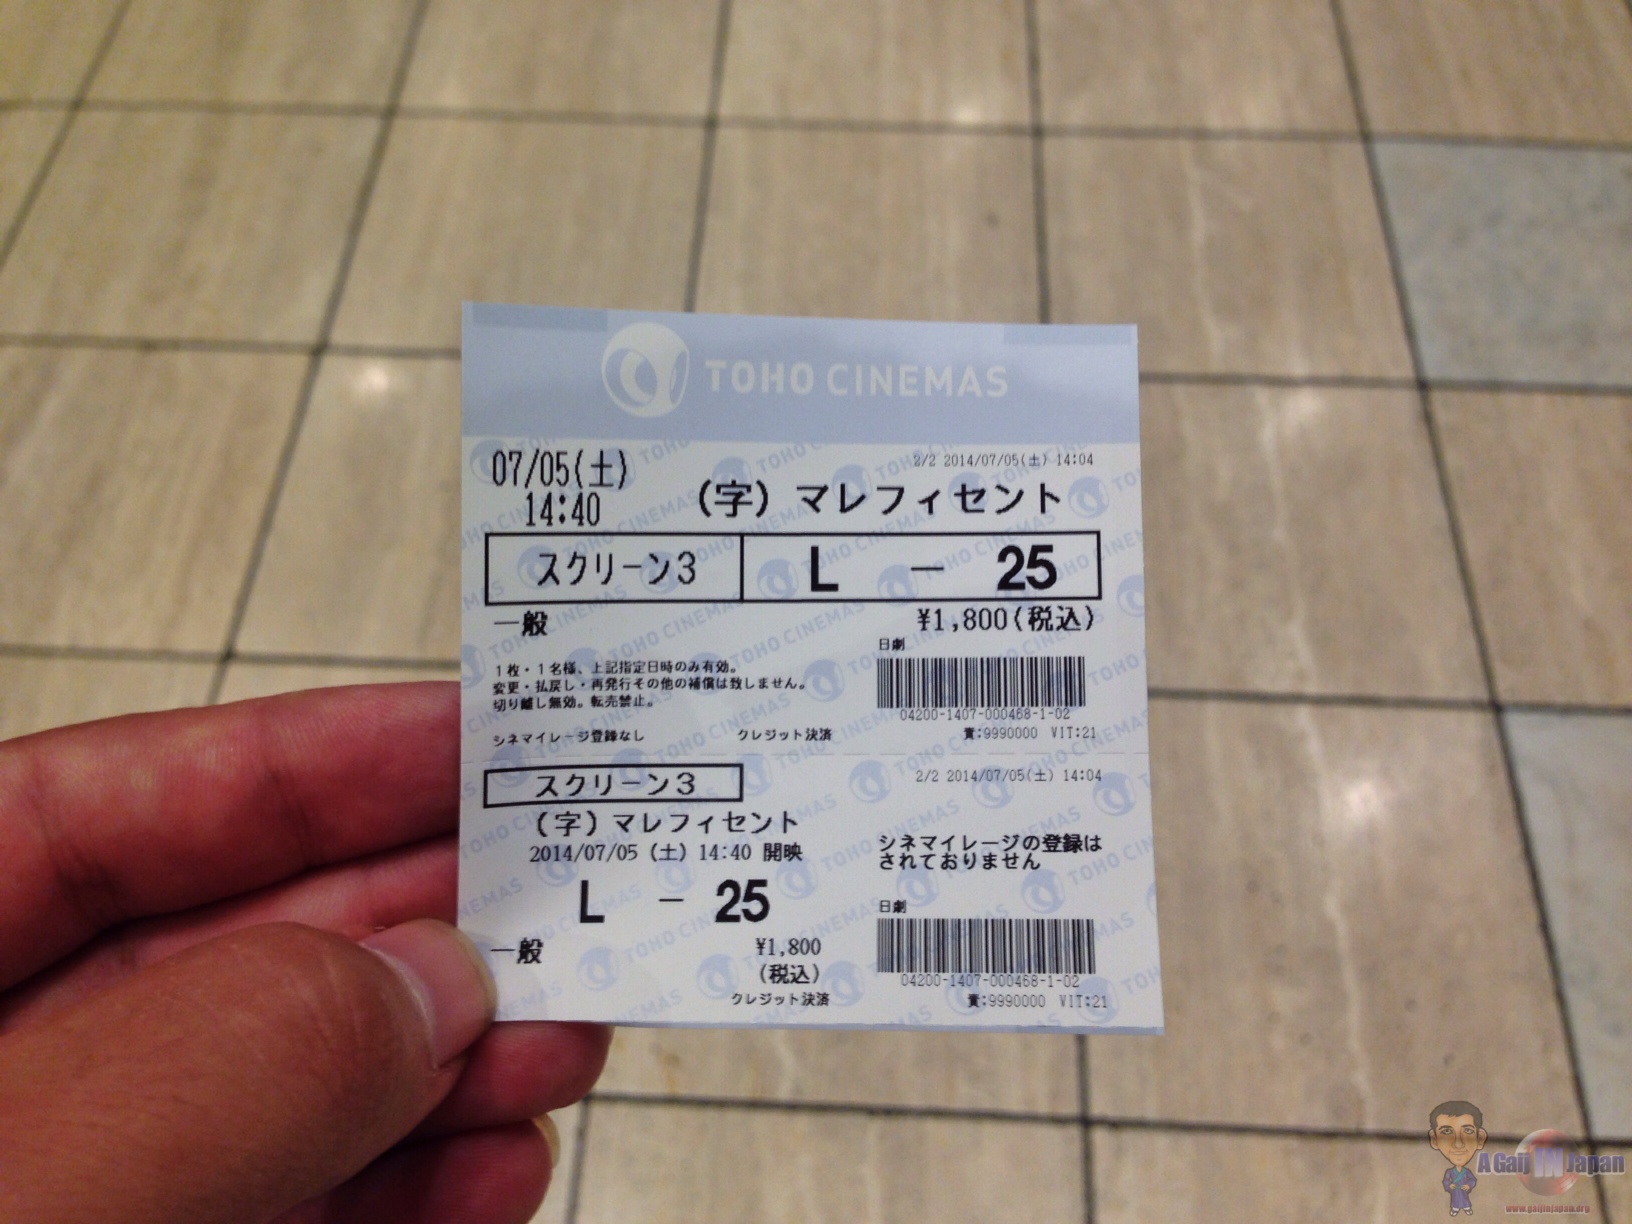 TOHO CINEMAS
07/05(土)
2/2 2014/07/05(土) 14:04
14:40
(字) マレフィセント
スクリーン3
L － 25
一般
¥1,800(税込)
日劇
1枚・1名様、上記指定日時のみ有効。
変更・払戻し・再発行その他の補償は致しません。
切り離し無効。転売禁止。
04200-1407-000468-1-02
シネマイレージ登録なし
クレジット決済
責:9990000 VIT:21
スクリーン3
2/2 2014/07/05(土) 14:04
(字) マレフィセント
2014/07/05 (土) 14:40 開映
シネマイレージの登録は
されておりません
L － 25
日劇
一般
¥1,800
(税込)
クレジット決済
04200-1407-000468-1-02
責:9990000 VIT:21
A Gaij IN Japan
www.gaijinjapan.org